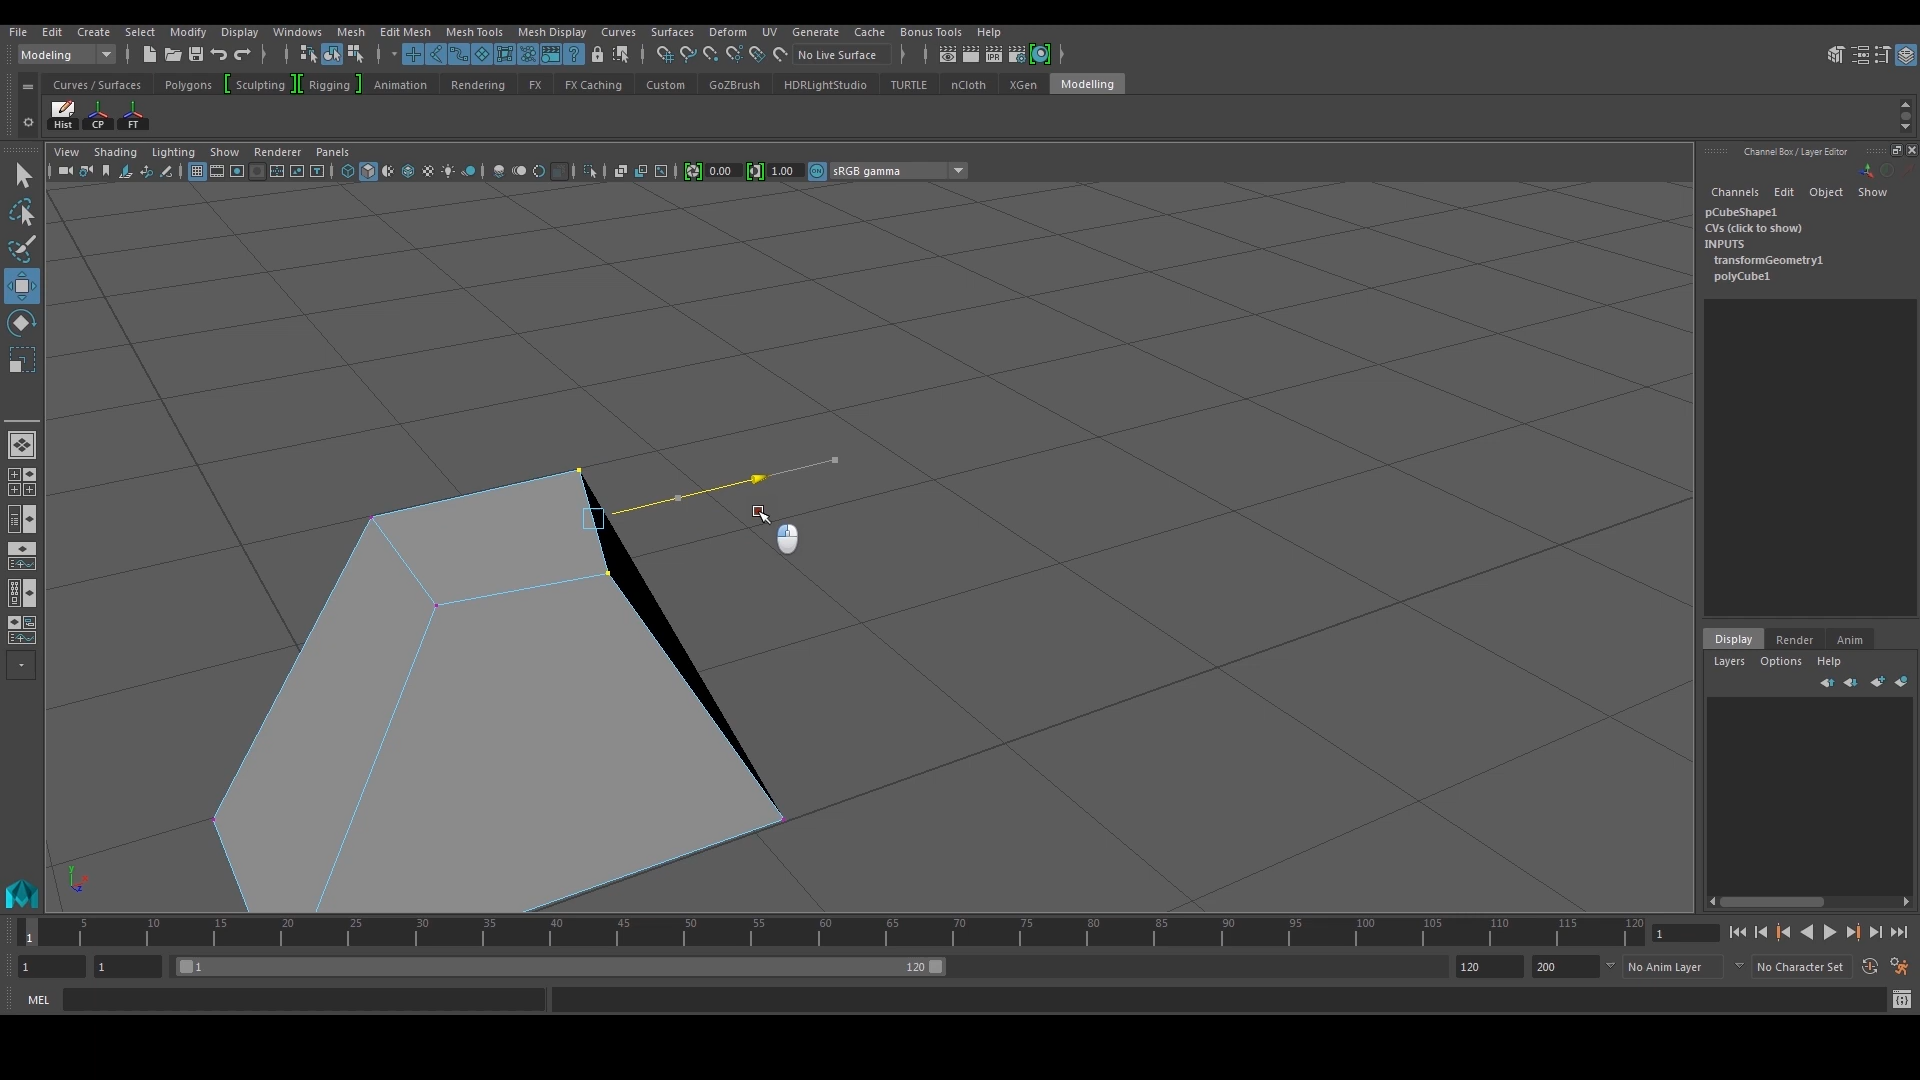 File Edit Create Select Modify Display Windows Mesh Edit Mesh Mesh Tools Mesh Display Curves Surfaces Deform UV Generate Cache Bonus Tools Help
Modeling No Live Surface IPR
Curves / Surfaces Polygons Sculpting Rigging Animation Rendering FX FX Caching Custom GoZBrush HDRLightStudio TURTLE nCloth XGen Modelling
Hist CP FT
View Shading Lighting Show Renderer Panels
0.00 1.00 ON sRGB gamma
Channel Box / Layer Editor
Channels Edit Object Show
pCubeShape1
CVs (click to show)
INPUTS
transformGeometry1
polyCube1
Display Render Anim
Layers Options Help
y
z
1 5 10 15 20 25 30 35 40 45 50 55 60 65 70 75 80 85 90 95 100 105 110 115 120 1
1 1 1 120 120 200 No Anim Layer No Character Set
MEL